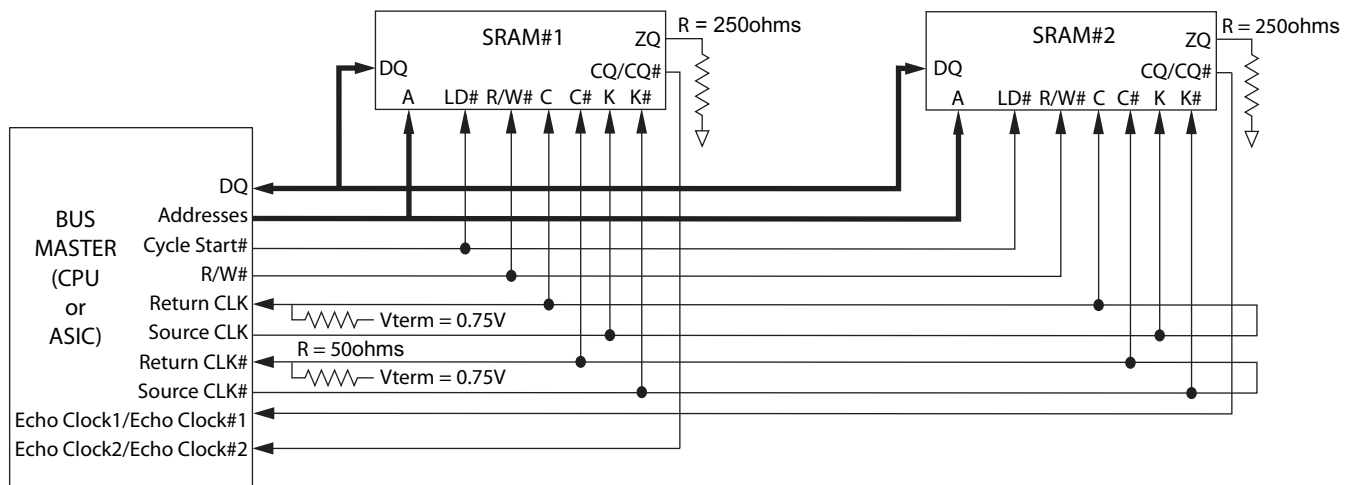 SRAM#1
ZQ
R = 250ohms
DQ
CQ/CQ#
A LD# R/W# C C# K K#
SRAM#2
ZQ
R = 250ohms
DQ
CQ/CQ#
A LD# R/W# C C# K K#
BUS
MASTER
(CPU
or
ASIC)
DQ
Addresses
Cycle Start#
R/W#
Return CLK
Source CLK
Return CLK#
Source CLK#
Echo Clock1/Echo Clock#1
Echo Clock2/Echo Clock#2
Vterm = 0.75V
R = 50ohms
Vterm = 0.75V